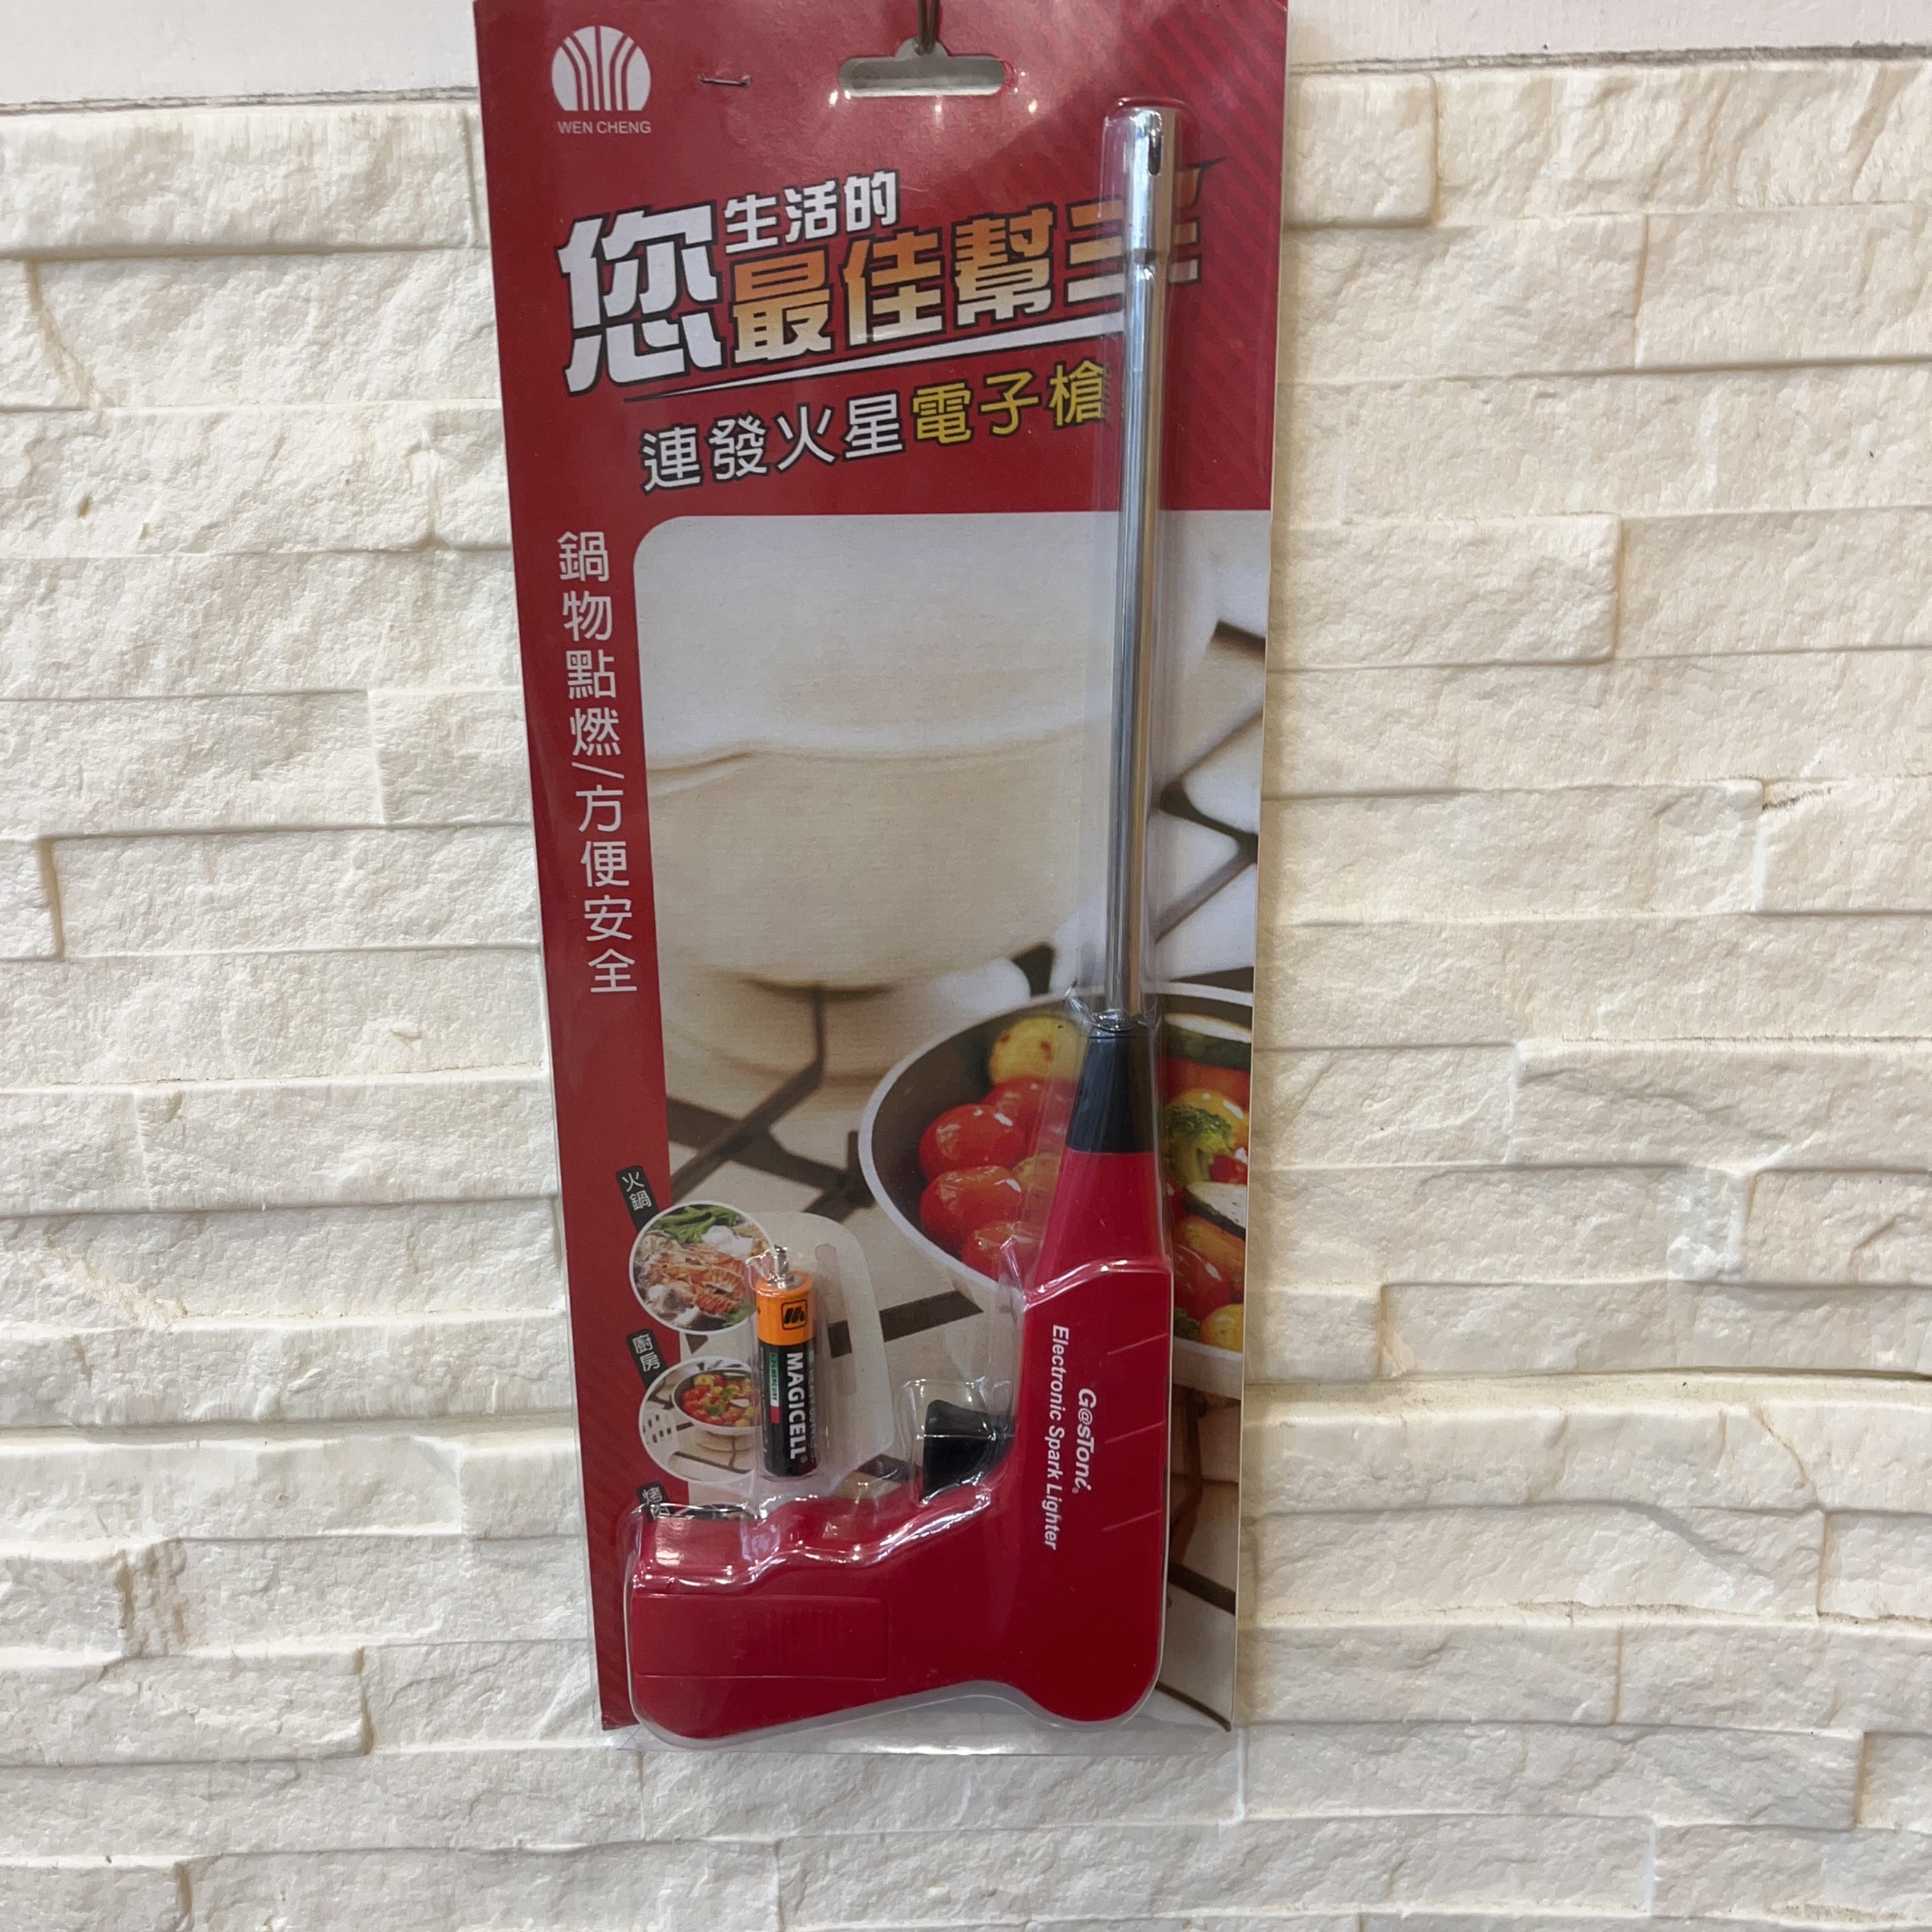 WEN CHENG
您生活的
最佳幫手
連發火星電子槍
鍋物點燃/方便安全
火鍋
廚房
MAGICELL
G@sTone
Electronic Spark Lighter